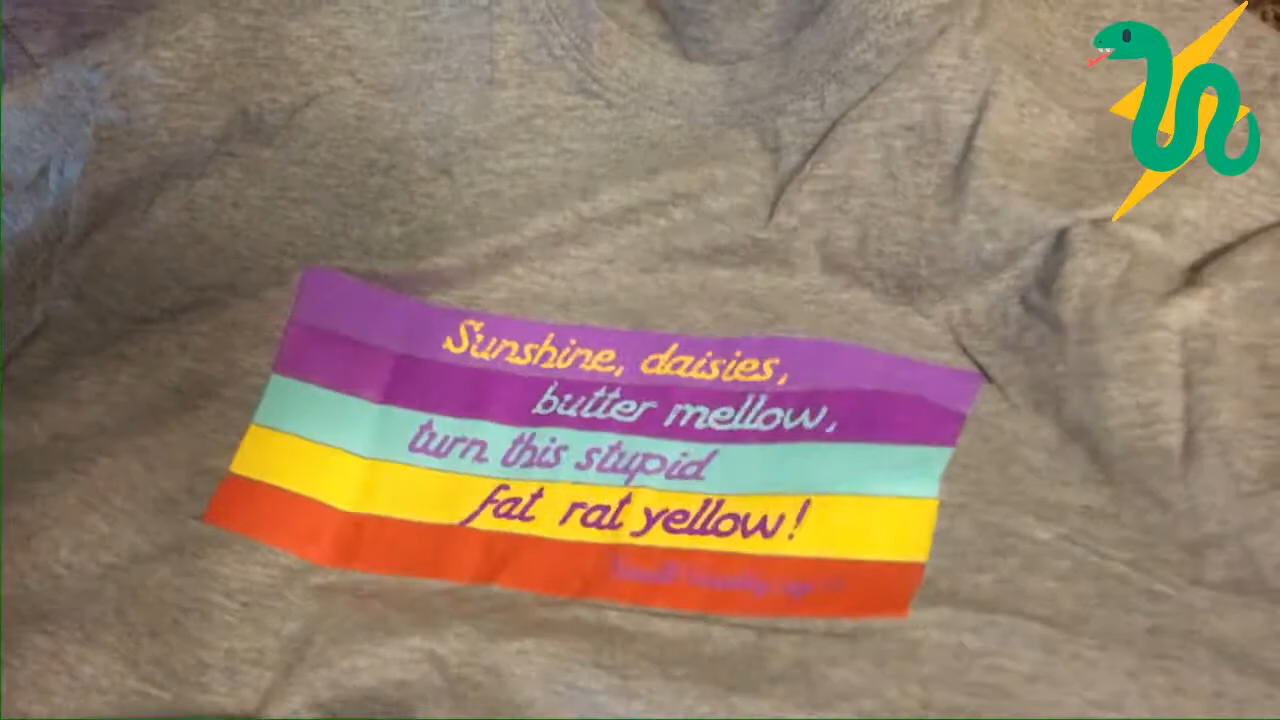 Sunshine, daisies,
butter mellow,
turn this stupid
fat rat yellow!